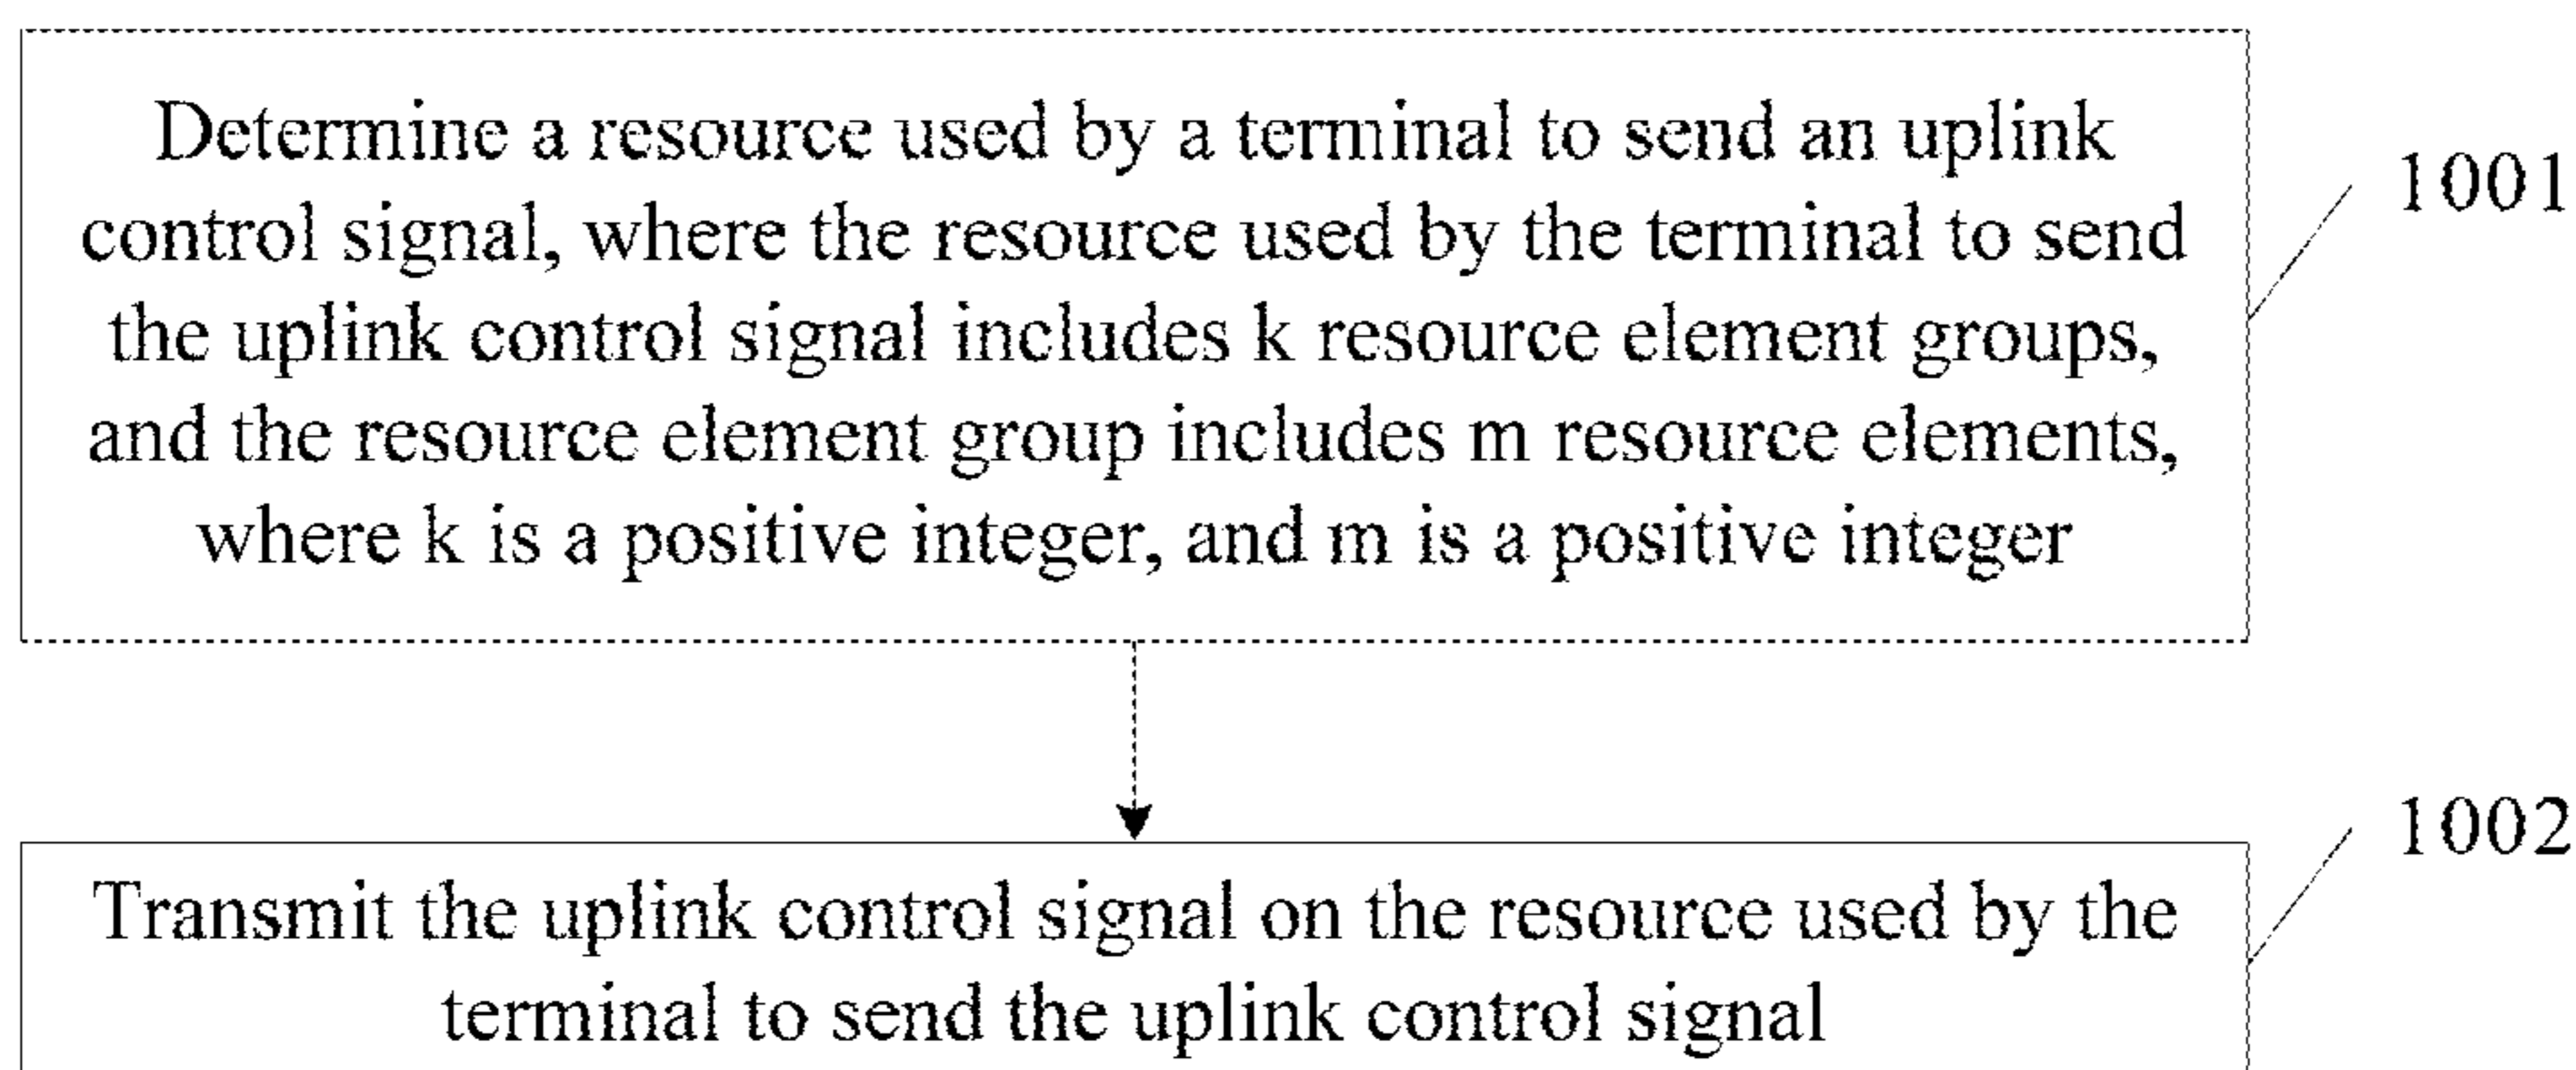 Determine a resource used by a terminal to send an uplink
control signal, where the resource used by the terminal to send
the uplink control signal includes k resource element groups,
and the resource element group includes m resource elements,
where k is a positive integer, and m is a positive integer
1001
Transmit the uplink control signal on the resource used by the
terminal to send the uplink control signal
1002